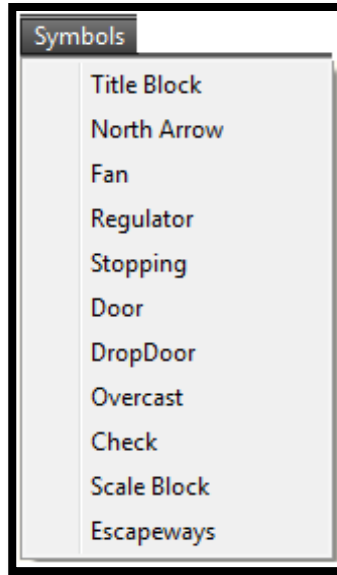 Symbols
Title Block
North Arrow
Fan
Regulator
Stopping
Door
DropDoor
Overcast
Check
Scale Block
Escapeways